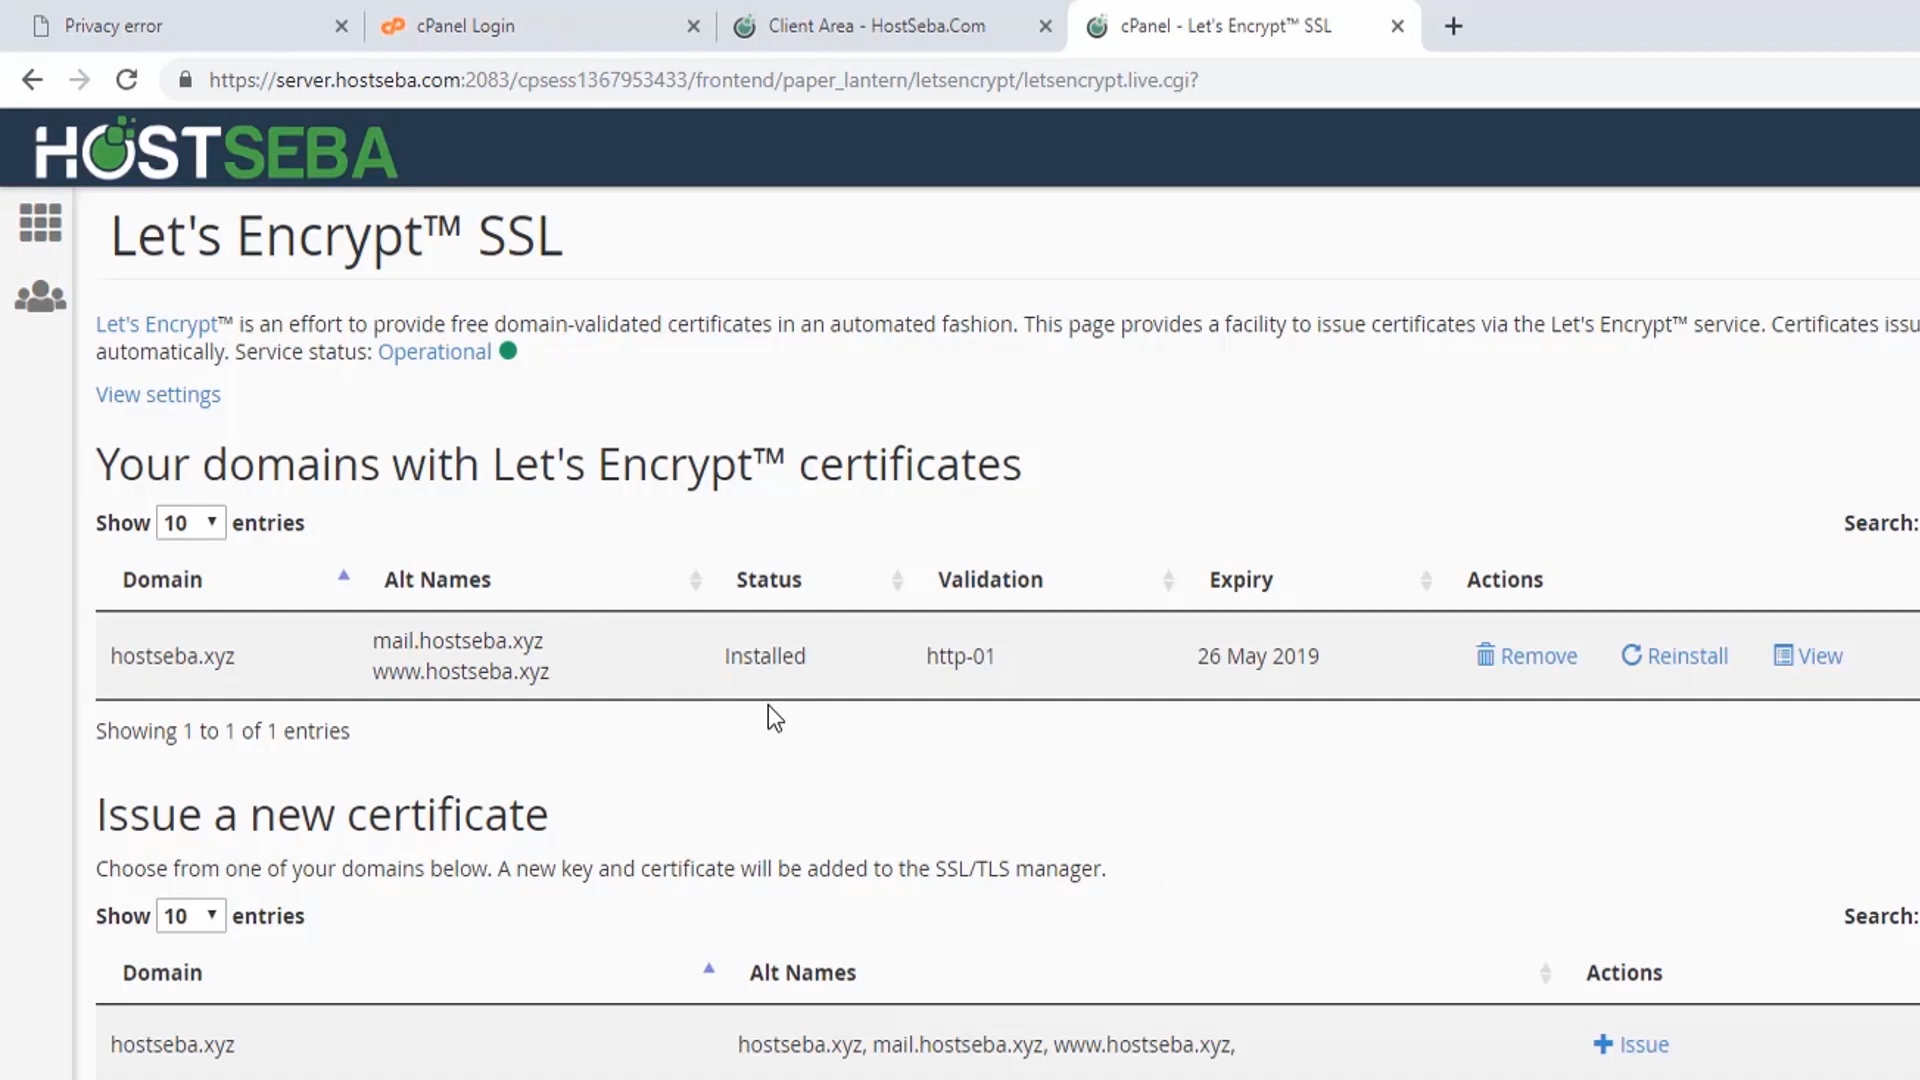 Privacy error
cPanel Login
Client Area - HostSeba.Com
cPanel - Let's Encrypt™ SSL
https://server.hostseba.com:2083/cpsess1367953433/frontend/paper_lantern/letsencrypt/letsencrypt.live.cgi?
HOSTSEBA
Let's Encrypt™ SSL
Let's Encrypt™ is an effort to provide free domain-validated certificates in an automated fashion. This page provides a facility to issue certificates via the Let's Encrypt™ service. Certificates issu
automatically. Service status: Operational
View settings
Your domains with Let's Encrypt™ certificates
Show 10 entries
Search:
Domain Alt Names Status Validation Expiry Actions
hostseba.xyz mail.hostseba.xyz Installed http-01 26 May 2019 Remove Reinstall View
www.hostseba.xyz
Showing 1 to 1 of 1 entries
Issue a new certificate
Choose from one of your domains below. A new key and certificate will be added to the SSL/TLS manager.
Show 10 entries
Search:
Domain Alt Names Actions
hostseba.xyz hostseba.xyz, mail.hostseba.xyz, www.hostseba.xyz, Issue